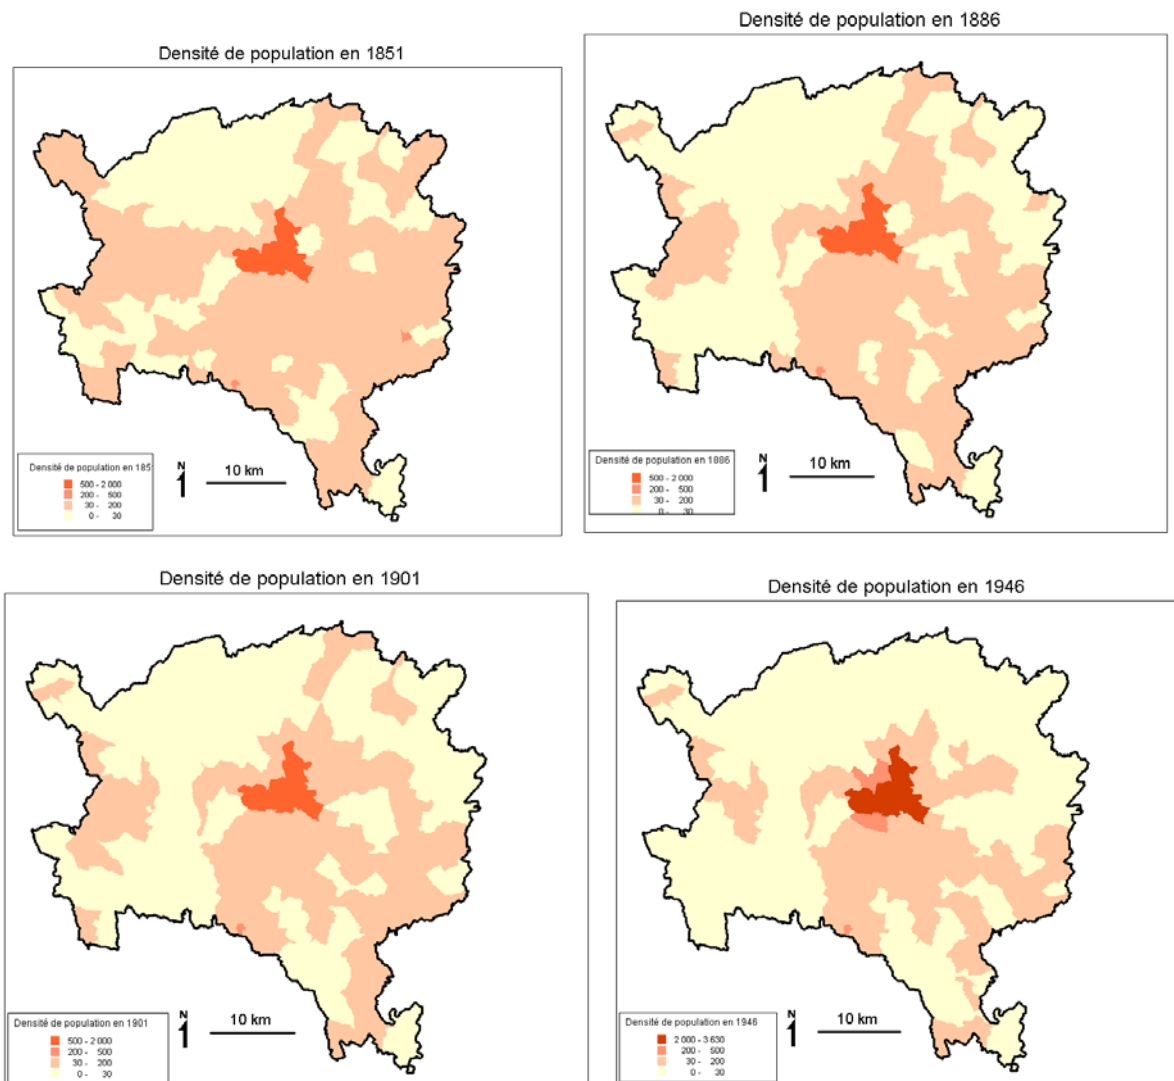 Densité de population en 1851
Densité de population en 185
N
10 km
500 - 2 000
200 - 500
30 - 200
0 - 30
Densité de population en 1886
Densité de population en 1886
N
10 km
500 - 2 000
200 - 500
30 - 200
0 - 30
Densité de population en 1901
Densité de population en 1901
N
10 km
500 - 2 000
200 - 500
30 - 200
0 - 30
Densité de population en 1946
Densité de population en 1946
N
10 km
2 000 - 3 630
200 - 500
30 - 200
0 - 30